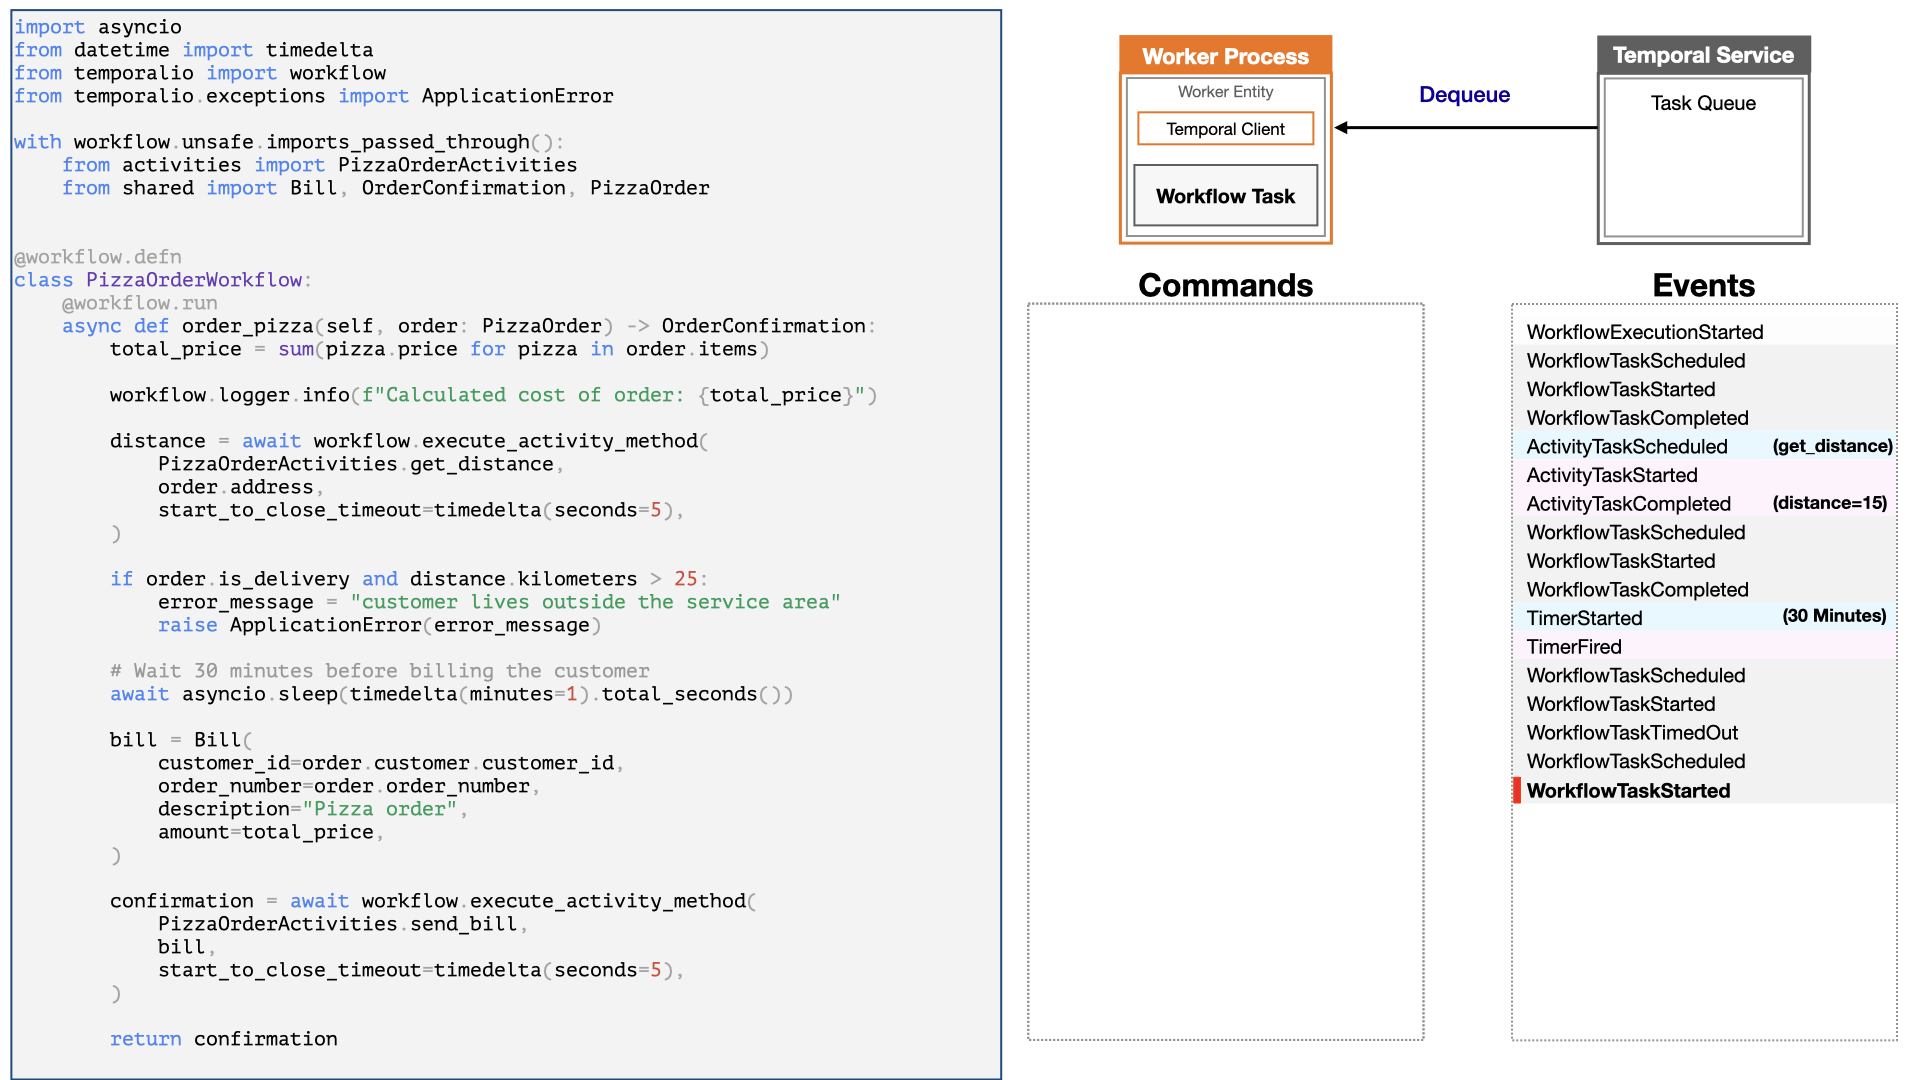 import asyncio
from datetime import timedelta
from temporalio import workflow
from temporalio.exceptions import ApplicationError
with workflow.unsafe.imports_passed_through():
    from activities import PizzaOrderActivities
    from shared import Bill, OrderConfirmation, PizzaOrder
@workflow.defn
class PizzaOrderWorkflow:
    @workflow.run
    async def order_pizza(self, order: PizzaOrder) -> OrderConfirmation:
        total_price = sum(pizza.price for pizza in order.items)
        workflow.logger.info(f"Calculated cost of order: {total_price}")
        distance = await workflow.execute_activity_method(
            PizzaOrderActivities.get_distance,
            order.address,
            start_to_close_timeout=timedelta(seconds=5),
        )
        if order.is_delivery and distance.kilometers > 25:
            error_message = "customer lives outside the service area"
            raise ApplicationError(error_message)
        # Wait 30 minutes before billing the customer
        await asyncio.sleep(timedelta(minutes=1).total_seconds())
        bill = Bill(
            customer_id=order.customer.customer_id,
            order_number=order.order_number,
            description="Pizza order",
            amount=total_price,
        )
        confirmation = await workflow.execute_activity_method(
            PizzaOrderActivities.send_bill,
            bill,
            start_to_close_timeout=timedelta(seconds=5),
        )
        return confirmation
Worker Process
Worker Entity
Temporal Client
Workflow Task
Dequeue
Temporal Service
Task Queue
Commands
Events
WorkflowExecutionStarted
WorkflowTaskScheduled
WorkflowTaskStarted
WorkflowTaskCompleted
ActivityTaskScheduled (get_distance)
ActivityTaskStarted
ActivityTaskCompleted (distance=15)
WorkflowTaskScheduled
WorkflowTaskStarted
WorkflowTaskCompleted
TimerStarted (30 Minutes)
TimerFired
WorkflowTaskScheduled
WorkflowTaskStarted
WorkflowTaskTimedOut
WorkflowTaskScheduled
WorkflowTaskStarted